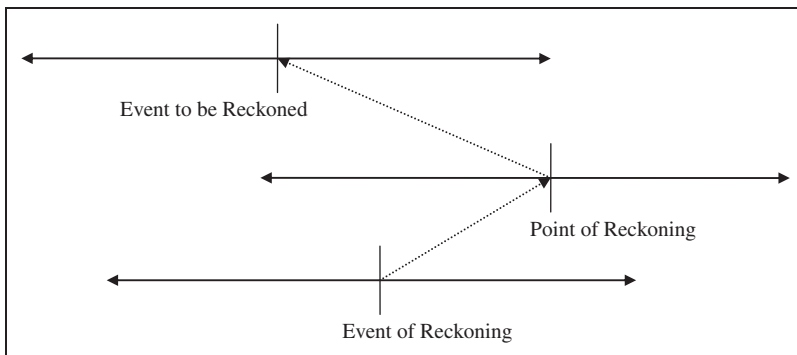 Event to be Reckoned
Point of Reckoning
Event of Reckoning